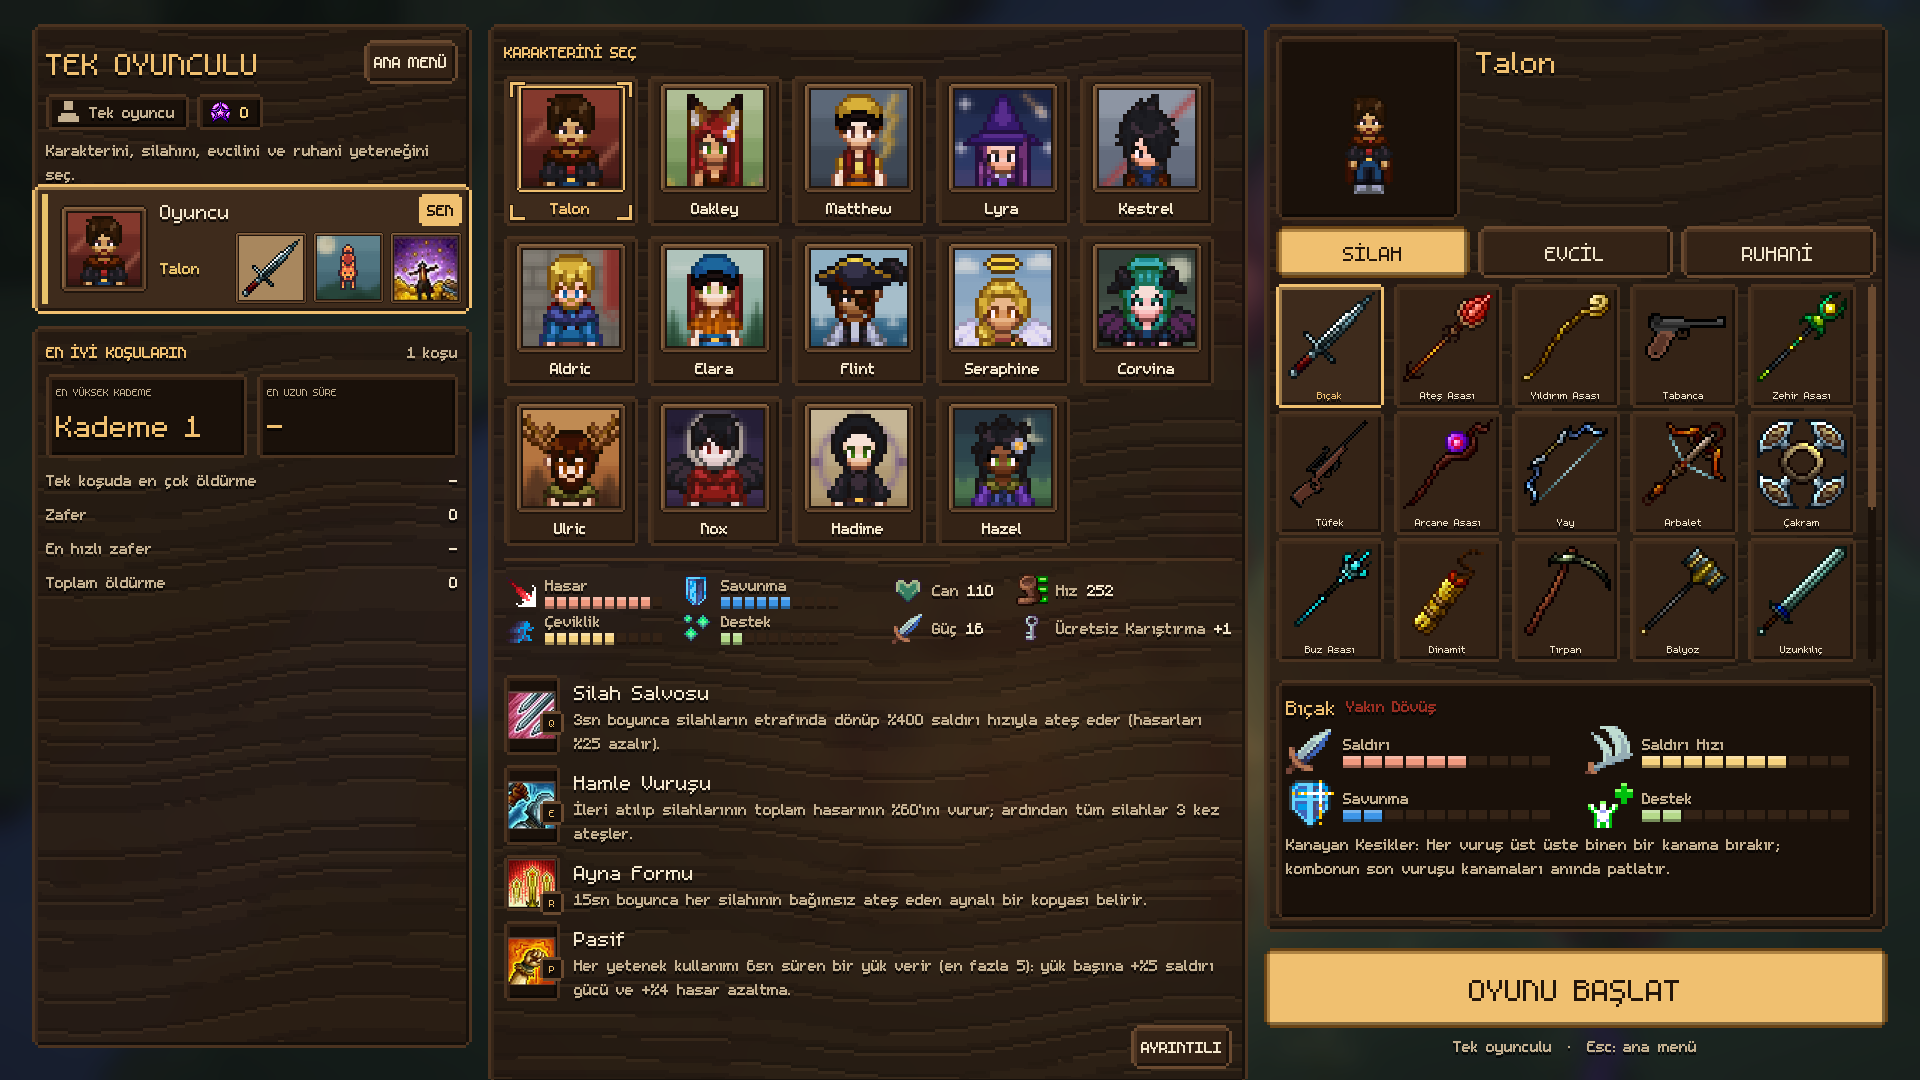 TEK OYUNCULU
ANA MENÜ
Tek oyuncu
0
Karakterini, silahını, evcilini ve ruhani yeteneğini
seç.
Oyuncu
SEN
Talon
EN İYİ KOŞULARIN
1 koşu
EN YÜKSEK KADEME
Kademe 1
EN UZUN SÜRE
–
Tek koşuda en çok öldürme –
Zafer 0
En hızlı zafer –
Toplam öldürme 0
KARAKTERİNİ SEÇ
Talon
Oakley
Matthew
Lyra
Kestrel
Aldric
Elara
Flint
Seraphine
Corvina
Ulric
Nox
Hadime
Hazel
Hasar
Savunma
Can 110
Hız 252
Çeviklik
Destek
Güç 16
Ücretsiz Karıştırma +1
Silah Salvosu
Q
3sn boyunca silahların etrafında dönüp %400 saldırı hızıyla ateş eder (hasarları
%25 azalır).
Hamle Vuruşu
E
İleri atılıp silahlarının toplam hasarının %60'ını vurur; ardından tüm silahlar 3 kez
ateşler.
Ayna Formu
R
15sn boyunca her silahının bağımsız ateş eden aynalı bir kopyası belirir.
Pasif
P
Her yetenek kullanımı 6sn süren bir yük verir (en fazla 5): yük başına +%5 saldırı
gücü ve +%4 hasar azaltma.
AYRINTILI
Talon
SİLAH
EVCİL
RUHANİ
Bıçak
Ateş Asası
Yıldırım Asası
Tabanca
Zehir Asası
Tüfek
Arcane Asası
Yay
Arbalet
Çakram
Buz Asası
Dinamit
Tırpan
Balyoz
Uzunkılıç
Bıçak Yakın Dövüş
Saldırı
Saldırı Hızı
Savunma
Destek
Kanayan Kesikler: Her vuruş üst üste binen bir kanama bırakır;
kombonun son vuruşu kanamaları anında patlatır.
OYUNU BAŞLAT
Tek oyunculu · Esc: ana menü